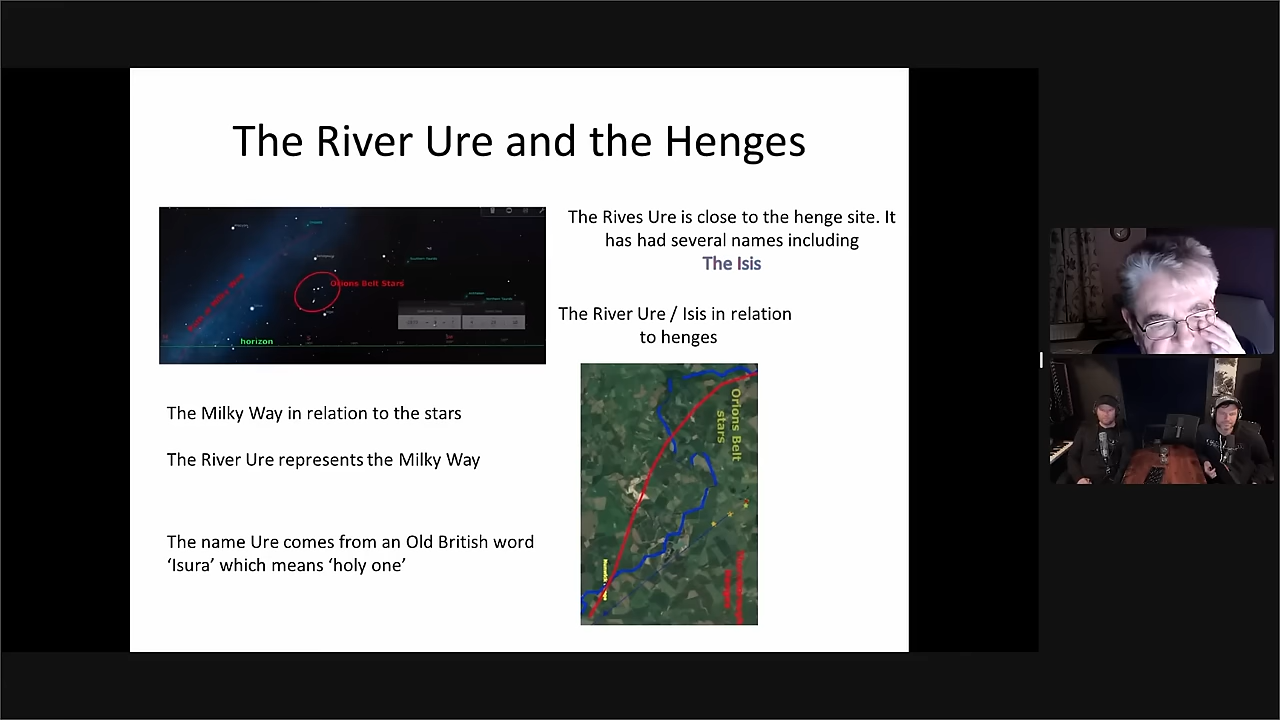 The River Ure and the Henges
Orions Belt Stars
horizon
The Rives Ure is close to the henge site. It
has had several names including
The Isis
The River Ure / Isis in relation
to henges
Orions Belt
stars
The Milky Way in relation to the stars
The River Ure represents the Milky Way
The name Ure comes from an Old British word
‘Isura’ which means ‘holy one’